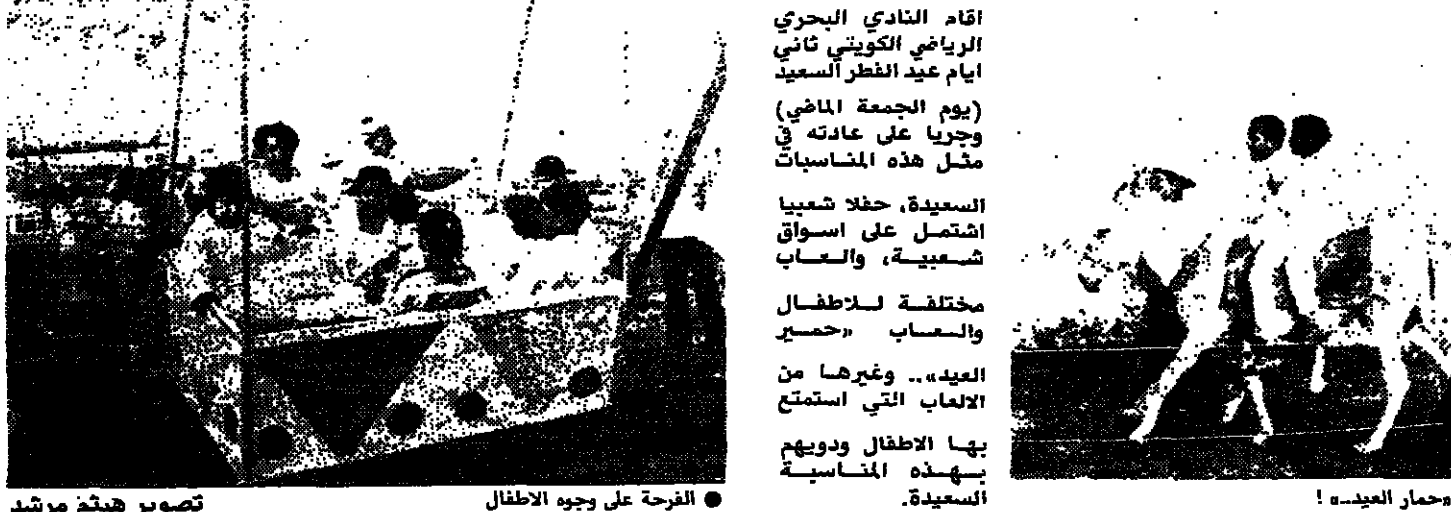 اقام النادي البحري
الرياضي الكويتي ثاني
ايام عيد الفطر السعيد
(يوم الجمعة الماضي)
وجريا على عادته في
مثل هذه المناسبات
السعيدة، حفلا شعبيا
اشتمل على اسواق
شعبية، والعاب
مختلفة للاطفال
والعاب «حمير
العيد».. وغيرها من
الالعاب التي استمتع
بها الاطفال ودويهم
بهذه المناسبة
السعيدة.
«حمار العيد..» !
● الفرحة على وجوه الاطفال
تصوير هيثم مرشد